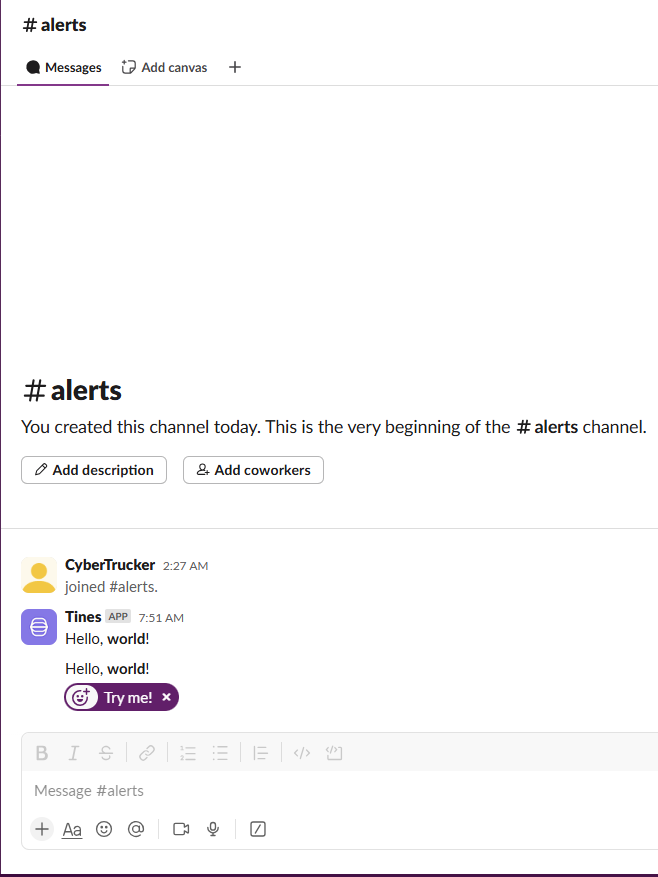 # alerts
Messages Add canvas +
# alerts
You created this channel today. This is the very beginning of the # alerts channel.
Add description Add coworkers
CyberTrucker 2:27 AM
joined #alerts.
Tines APP 7:51 AM
Hello, world!
Hello, world!
Try me! ×
B I S </>
Message #alerts
+ Aa @